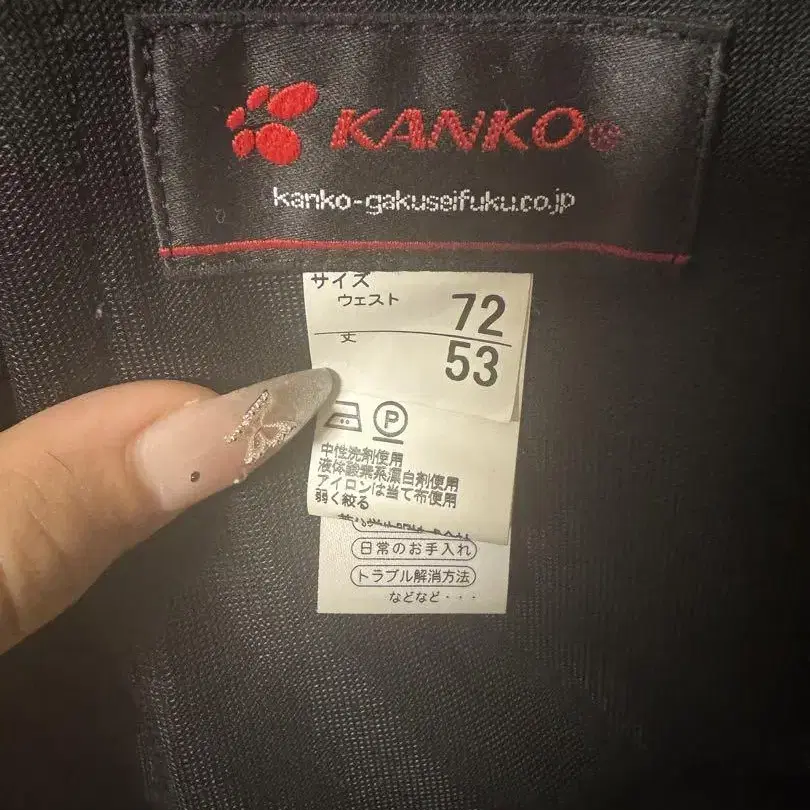 KANKO®
kanko-gakuseifuku.co.jp
サイズ
ウェスト 72
丈 53
P
中性洗剤使用
液体酸素系漂白剤使用
アイロンは当て布使用
弱く絞る
日常のお手入れ
トラブル解消方法
などなど・・・